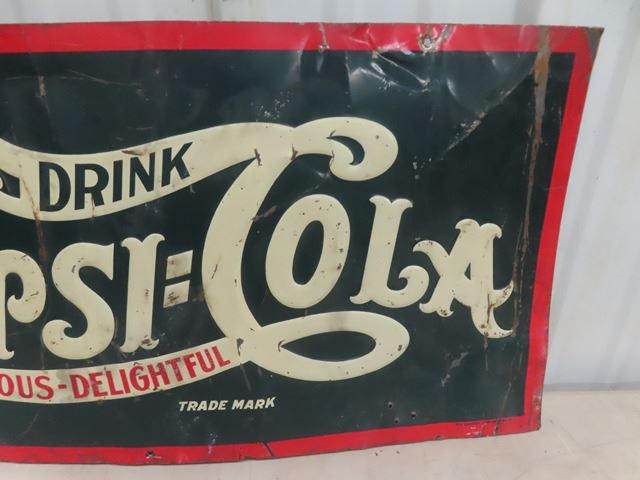 DRINK
PSI=COLA
OUS-DELIGHTFUL
TRADE MARK